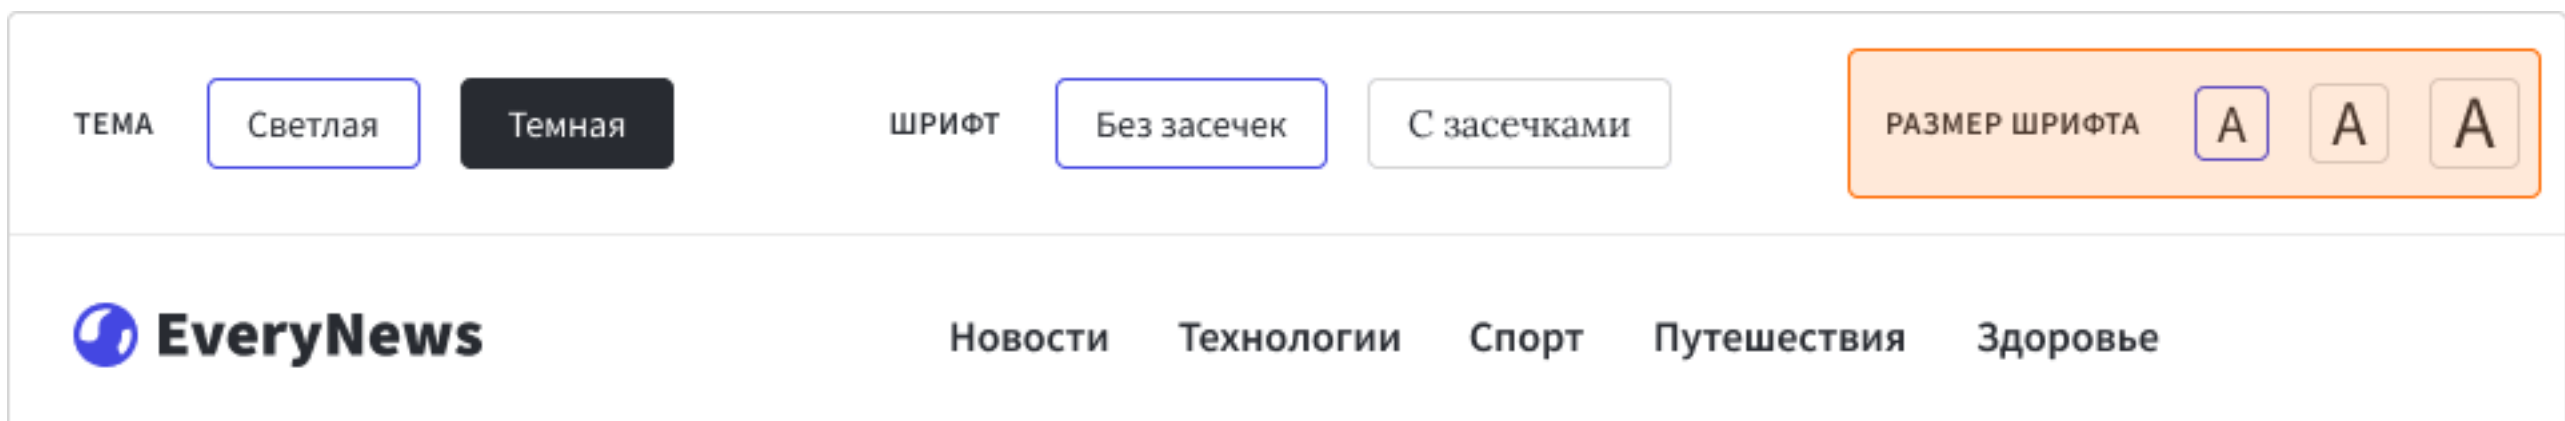 ТЕМА Светлая Темная ШРИФТ Без засечек С засечками РАЗМЕР ШРИФТА А А А
EveryNews Новости Технологии Спорт Путешествия Здоровье